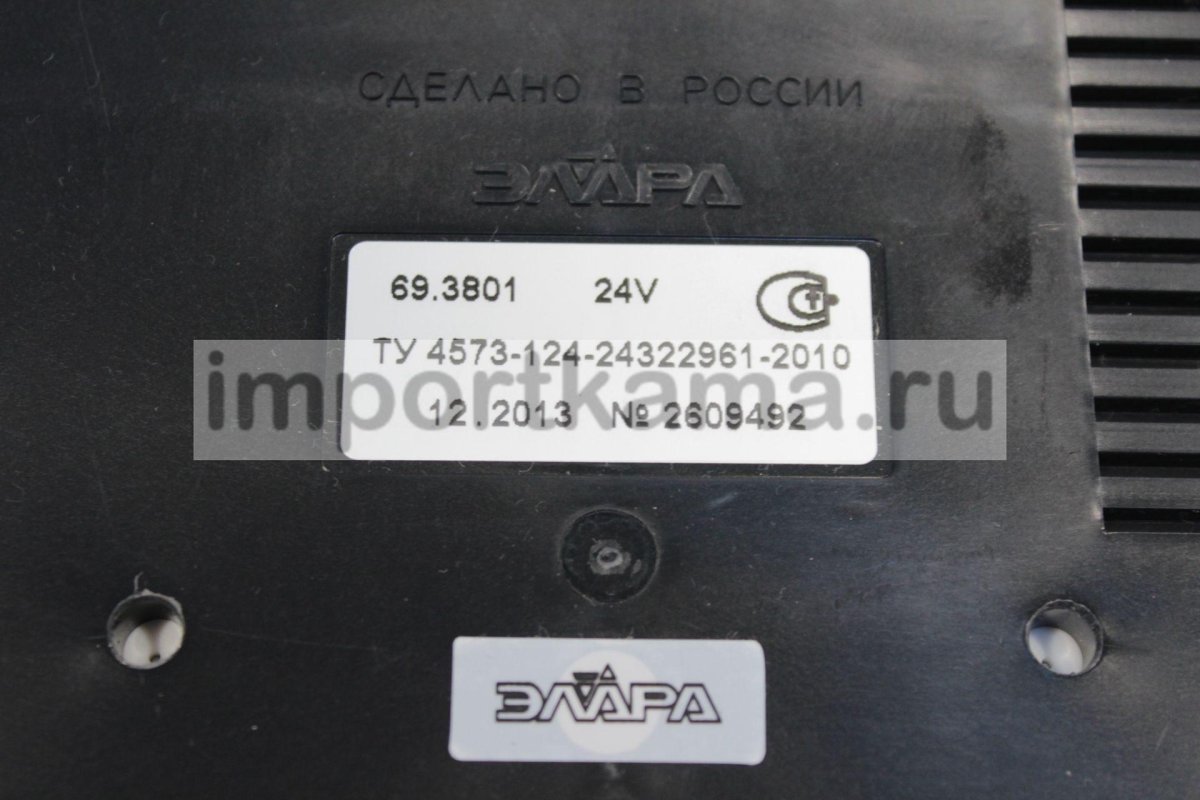 СДЕЛАНО В РОССИИ
ЭЛАРА
69.3801 24V
ТУ 4573-124-24322961-2010
importkama.ru
12.2013 № 2609492
ЭЛАРА